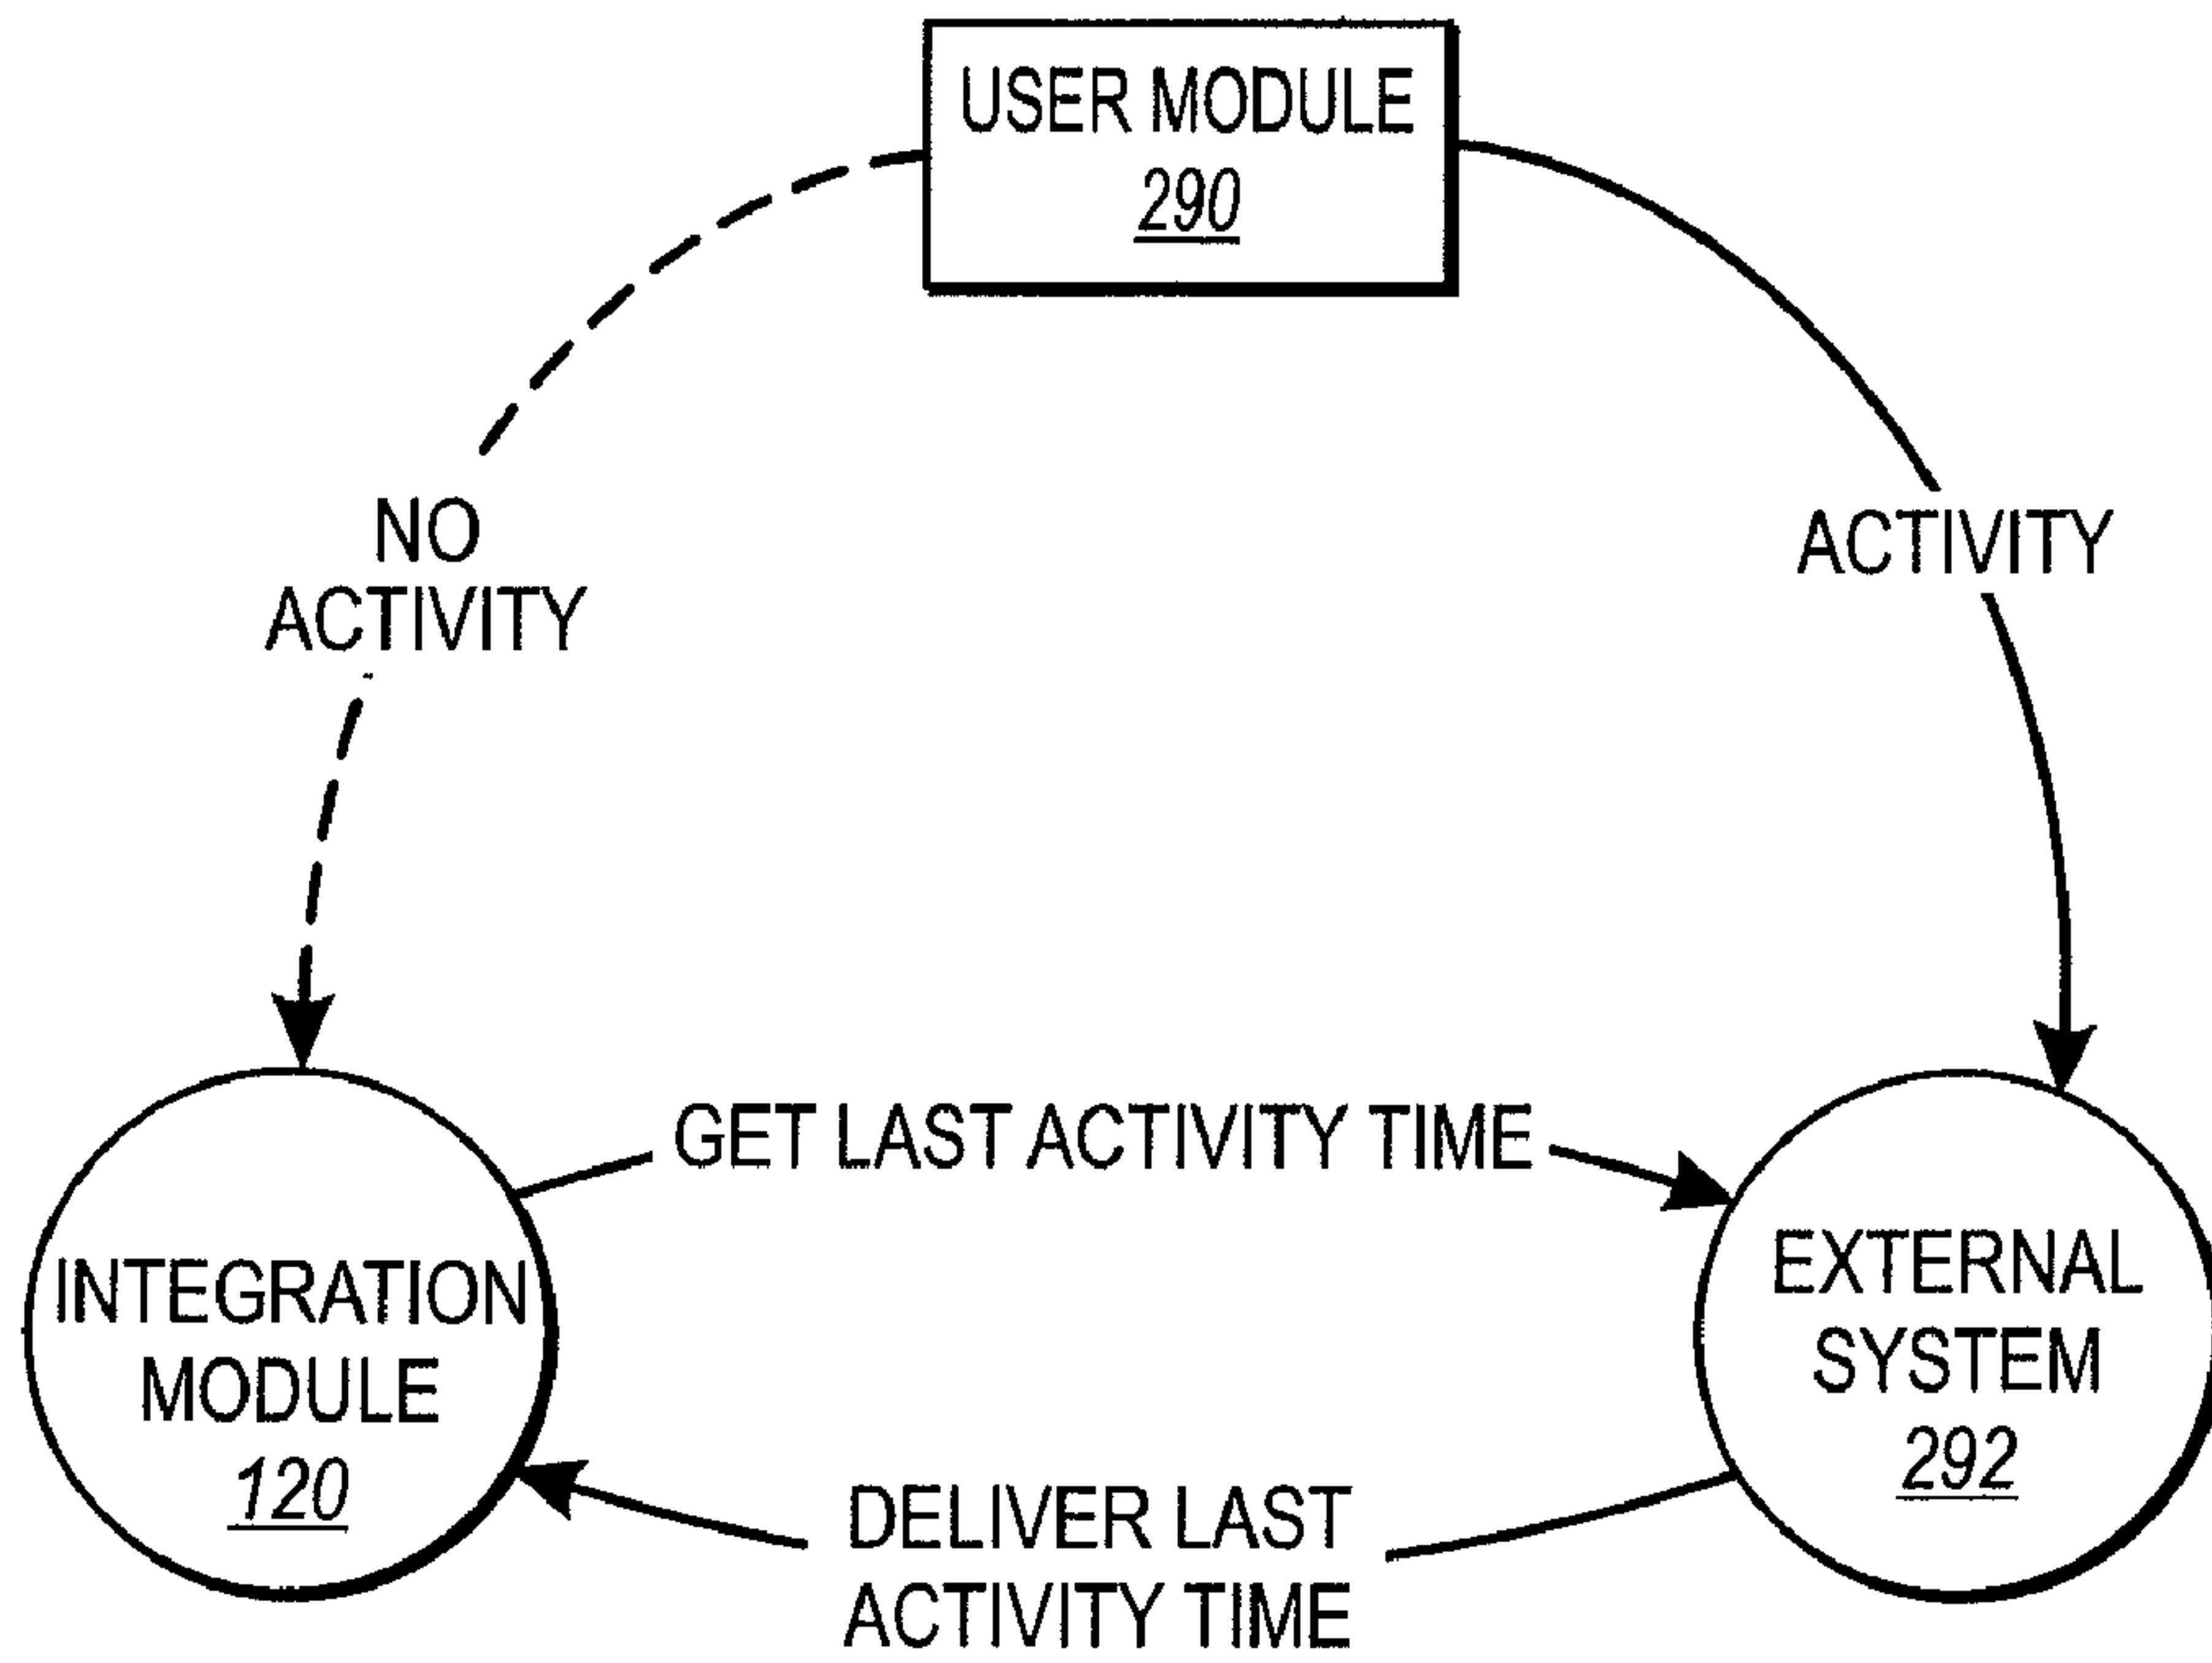 USER MODULE
290
NO
ACTIVITY
ACTIVITY
GET LAST ACTIVITY TIME
INTEGRATION
MODULE
120
EXTERNAL
SYSTEM
292
DELIVER LAST
ACTIVITY TIME